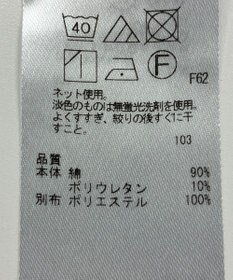 40
F
F62
ネット使用。
淡色のものは無蛍光洗剤を使用。
よくすすぎ、絞りの後すぐに干
すこと。
103
品質
本体 綿 90%
ポリウレタン 10%
別布 ポリエステル 100%